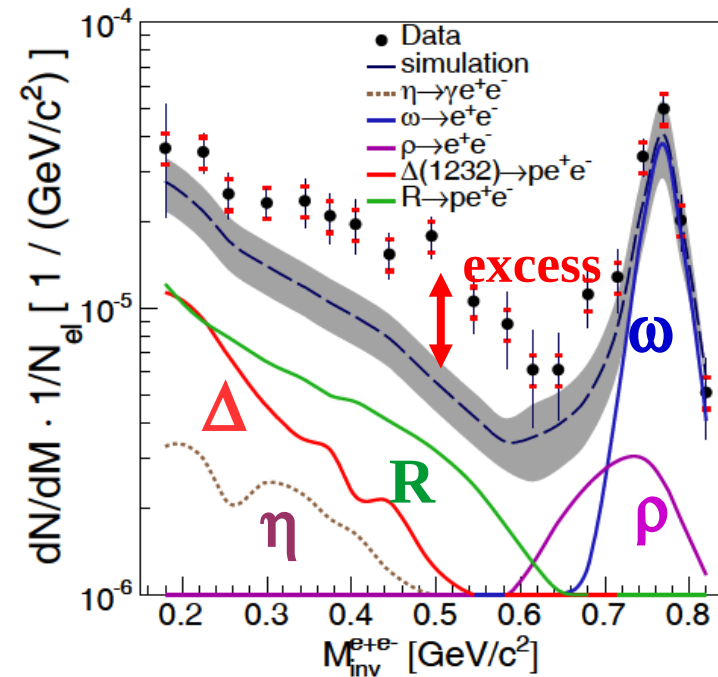 10⁻⁴
10⁻⁵
10⁻⁶
dN/dM · 1/N_el [ 1 / (GeV/c²) ]
Data
simulation
η→γe⁺e⁻
ω→e⁺e⁻
ρ→e⁺e⁻
Δ(1232)→pe⁺e⁻
R→pe⁺e⁻
excess
ω
Δ
R
η
ρ
0.2 0.3 0.4 0.5 0.6 0.7 0.8
M_inv^e+e- [GeV/c²]